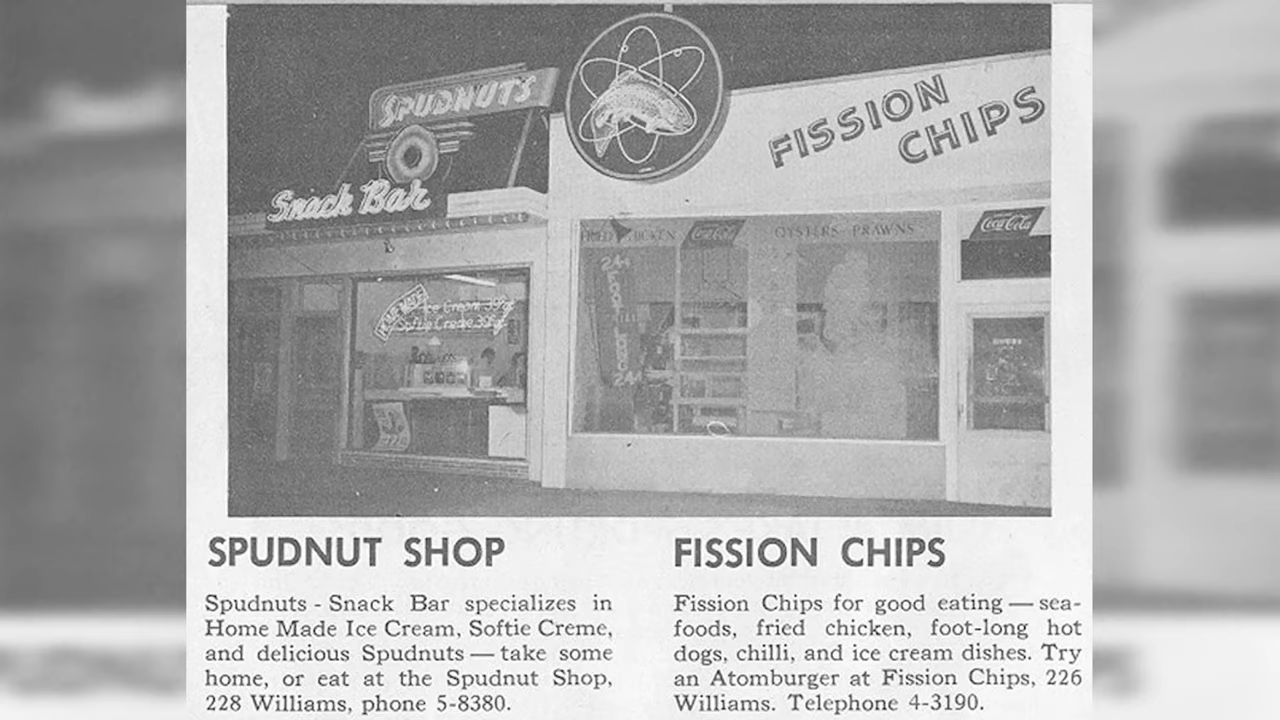 SPUDNUTS
Snack Bar
FISSION
CHIPS
Coca-Cola
OYSTERS PRAWNS
Coca-Cola
HOME MADE Ice Cream
Softie Creme
SPUDNUT SHOP
Spudnuts - Snack Bar specializes in
Home Made Ice Cream, Softie Creme,
and delicious Spudnuts — take some
home, or eat at the Spudnut Shop,
228 Williams, phone 5-8380.
FISSION CHIPS
Fission Chips for good eating — sea-
foods, fried chicken, foot-long hot
dogs, chilli, and ice cream dishes. Try
an Atomburger at Fission Chips, 226
Williams. Telephone 4-3190.